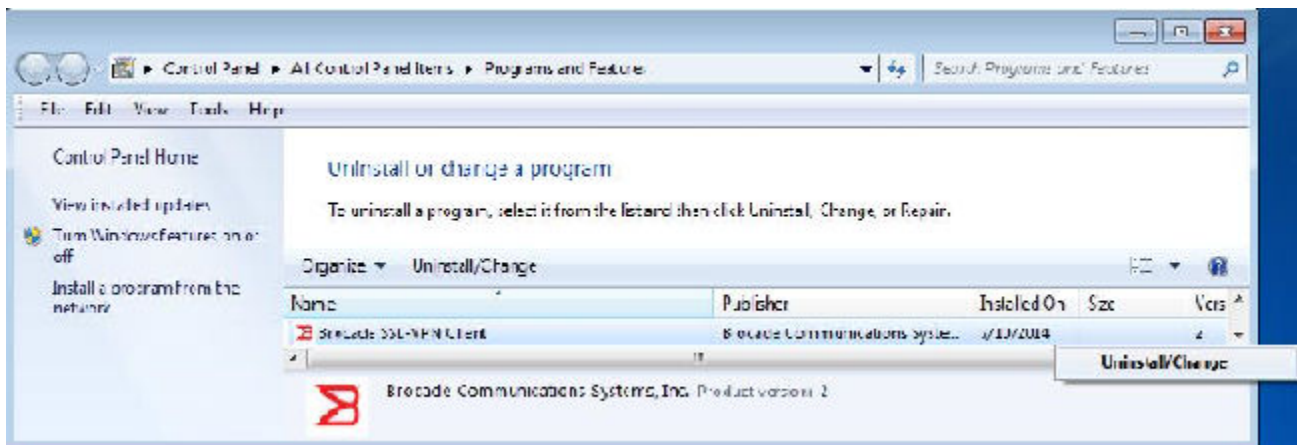 Control Panel ▸ All Control Panel Items ▸ Programs and Features
Search Programs and Features
File Edit View Tools Help
Control Panel Home
View installed updates
Turn Windows features on or
off
Install a program from the
network
Uninstall or change a program
To uninstall a program, select it from the list and then click Uninstall, Change, or Repair.
Organize Uninstall/Change
Name Publisher Installed On Size Vers
Brocade SSL-VPN Client Brocade Communications Syste... 2
Uninstall/Change
Brocade Communications Systems, Inc. Product version: 2